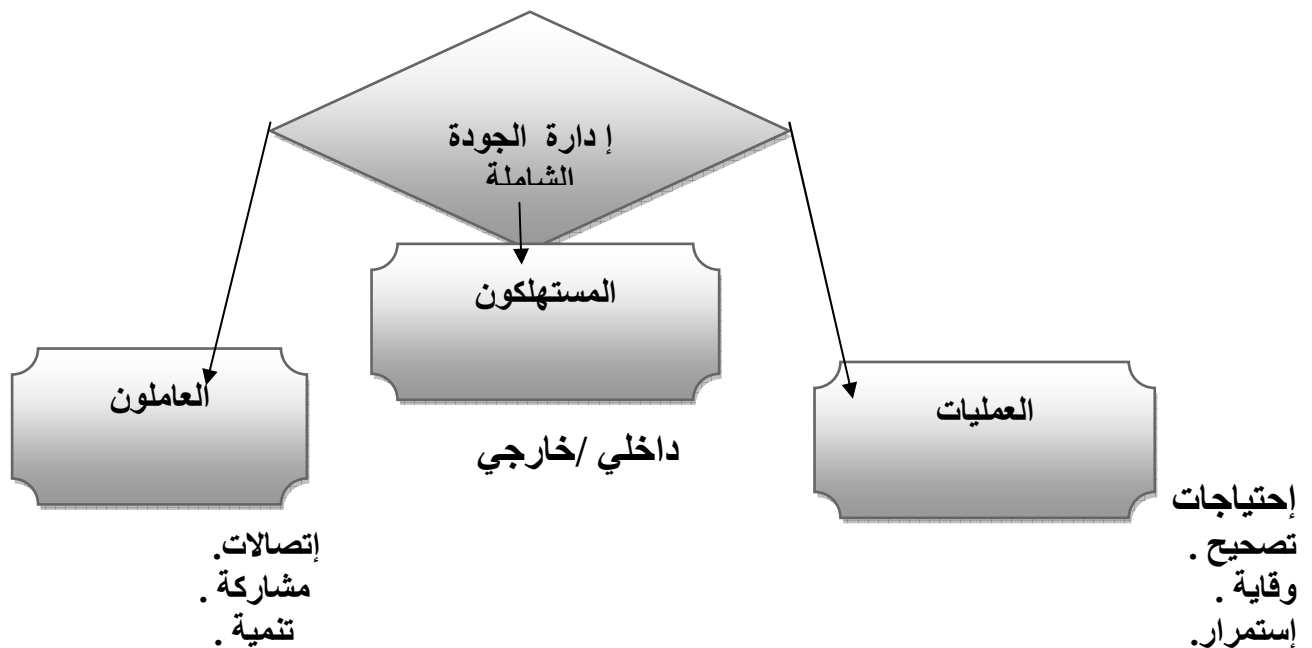 إ دارة الجودة
الشاملة
المستهلكون
العاملون
العمليات
داخلي /خارجي
إحتياجات
تصحيح .
وقاية .
إستمرار.
إتصالات.
مشاركة .
تنمية .